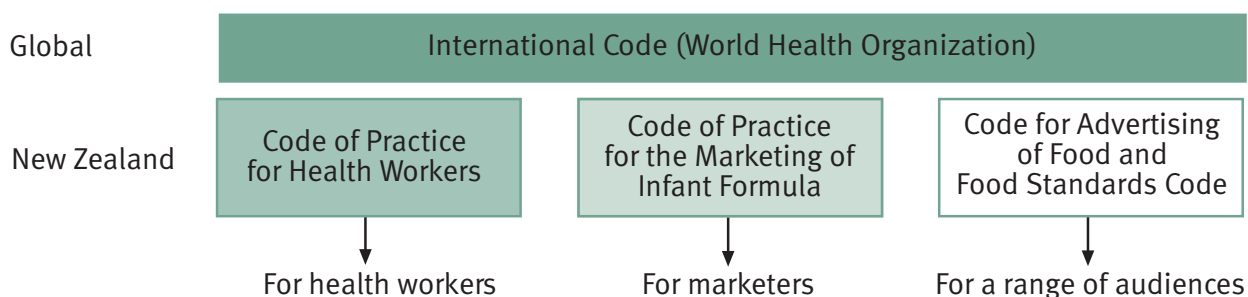 Global
International Code (World Health Organization)
New Zealand
Code of Practice
for Health Workers
Code of Practice
for the Marketing of
Infant Formula
Code for Advertising
of Food and
Food Standards Code
For health workers
For marketers
For a range of audiences